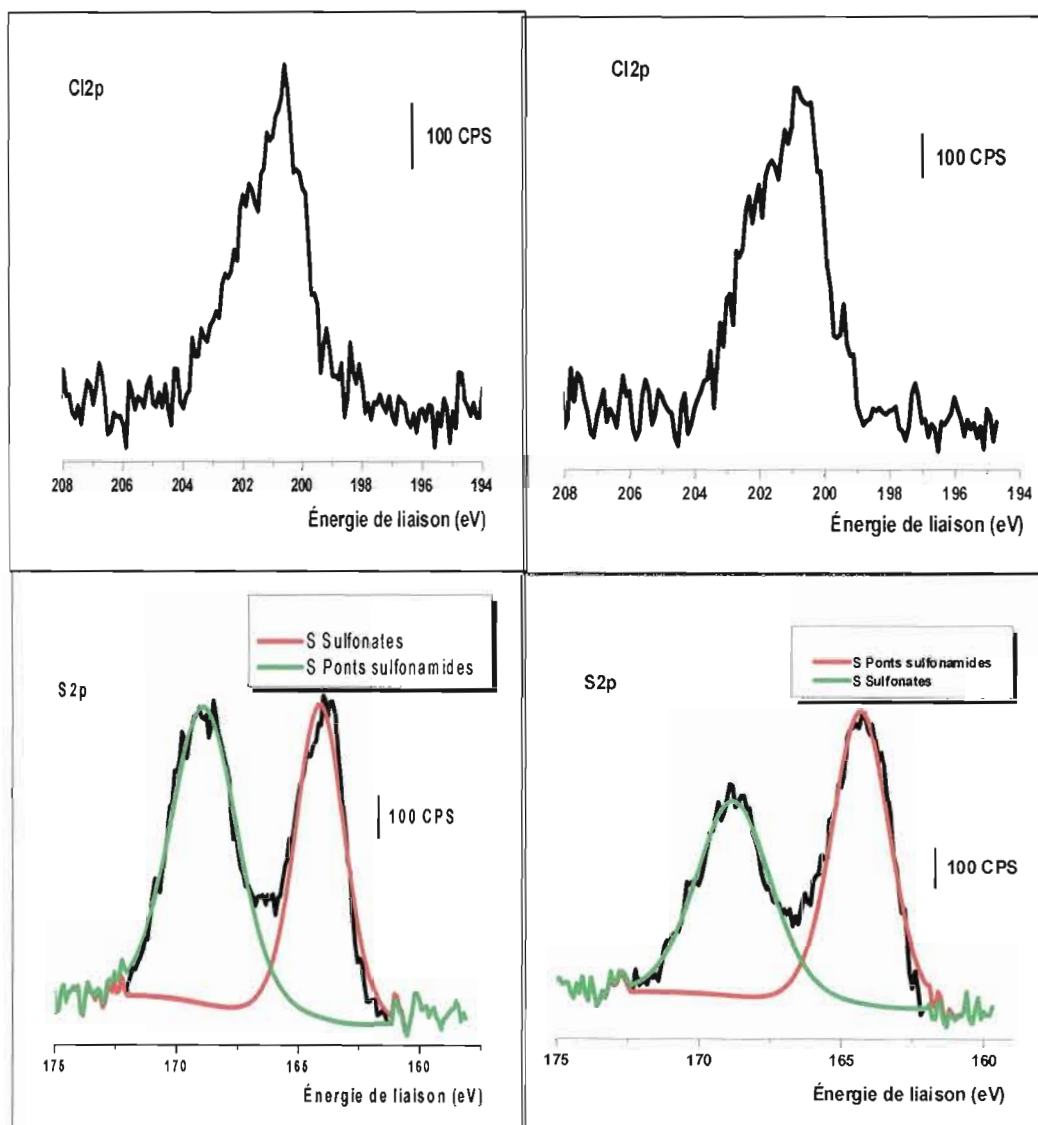 Cl2p
100 CPS
208 206 204 202 200 198 196 194
Énergie de liaison (eV)
Cl2p
100 CPS
208 206 204 202 200 198 196 194
Énergie de liaison (eV)
S Sulfonates
S Ponts sulfonamides
S2p
100 CPS
175 170 165 160
Énergie de liaison (eV)
S Ponts sulfonamides
S Sulfonates
S2p
100 CPS
175 170 165 160
Énergie de liaison (eV)